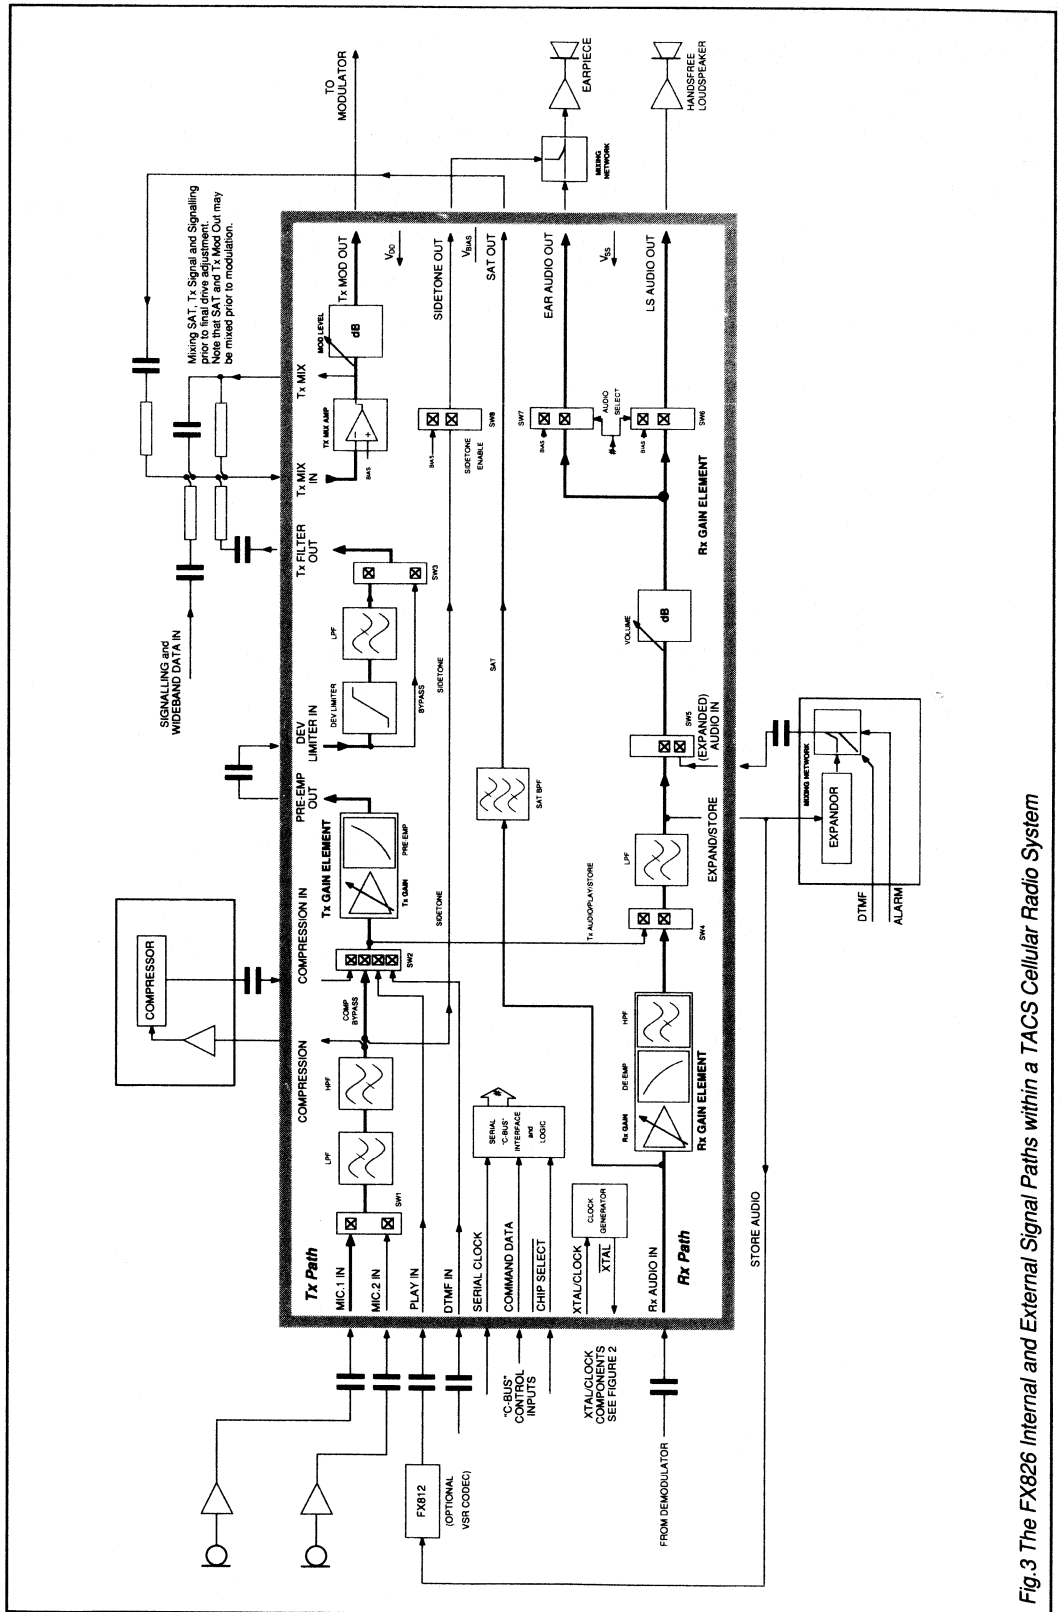 TO
MODULATOR
EARPIECE
HANDSFREE
LOUDSPEAKER
MIXING
NETWORK
Mixing SAT, Tx Signal and Signalling
prior to final drive adjustment.
Note that SAT and Tx Mod Out may
be mixed prior to modulation.
SIGNALLING and
WIDEBAND DATA IN
COMPRESSOR
COMPRESSION
COMPRESSION IN
PRE-EMP
OUT
DEV
LIMITER IN
Tx FILTER
OUT
Tx MIX
IN
Tx MIX
Tx MOD OUT
VDD
SIDETONE OUT
VBIAS
SAT OUT
EAR AUDIO OUT
VSS
LS AUDIO OUT
Tx Path
MIC.1 IN
MIC.2 IN
PLAY IN
DTMF IN
SERIAL CLOCK
COMMAND DATA
CHIP SELECT
XTAL/CLOCK
XTAL
Rx AUDIO IN
Rx Path
SW1
LPF
HPF
COMP
BYPASS
SW2
Tx GAIN ELEMENT
Tx GAIN
PRE EMP
DEV LIMITER
LPF
BYPASS
SW3
TX MIX AMP
BIAS
MOD LEVEL
dB
SIDETONE
SIDETONE
BIAS
SIDETONE
ENABLE
SW8
SAT
SAT BPF
SERIAL
"C-BUS"
INTERFACE
and
LOGIC
#
CLOCK
GENERATOR
Rx GAIN
DE-EMP
HPF
Rx GAIN ELEMENT
Tx AUDIO/PLAY/STORE
SW4
LPF
EXPAND/STORE
SW5
(EXPANDED)
AUDIO IN
VOLUME
dB
Rx GAIN ELEMENT
SW7
BIAS
AUDIO
SELECT
#
BIAS
SW6
FX812
(OPTIONAL
VSR CODEC)
"C-BUS"
CONTROL
INPUTS
XTAL/CLOCK
COMPONENTS
SEE FIGURE 2
FROM DEMODULATOR
STORE AUDIO
EXPANDOR
MIXING NETWORK
DTMF
ALARM
Fig.3 The FX826 Internal and External Signal Paths within a TACS Cellular Radio System